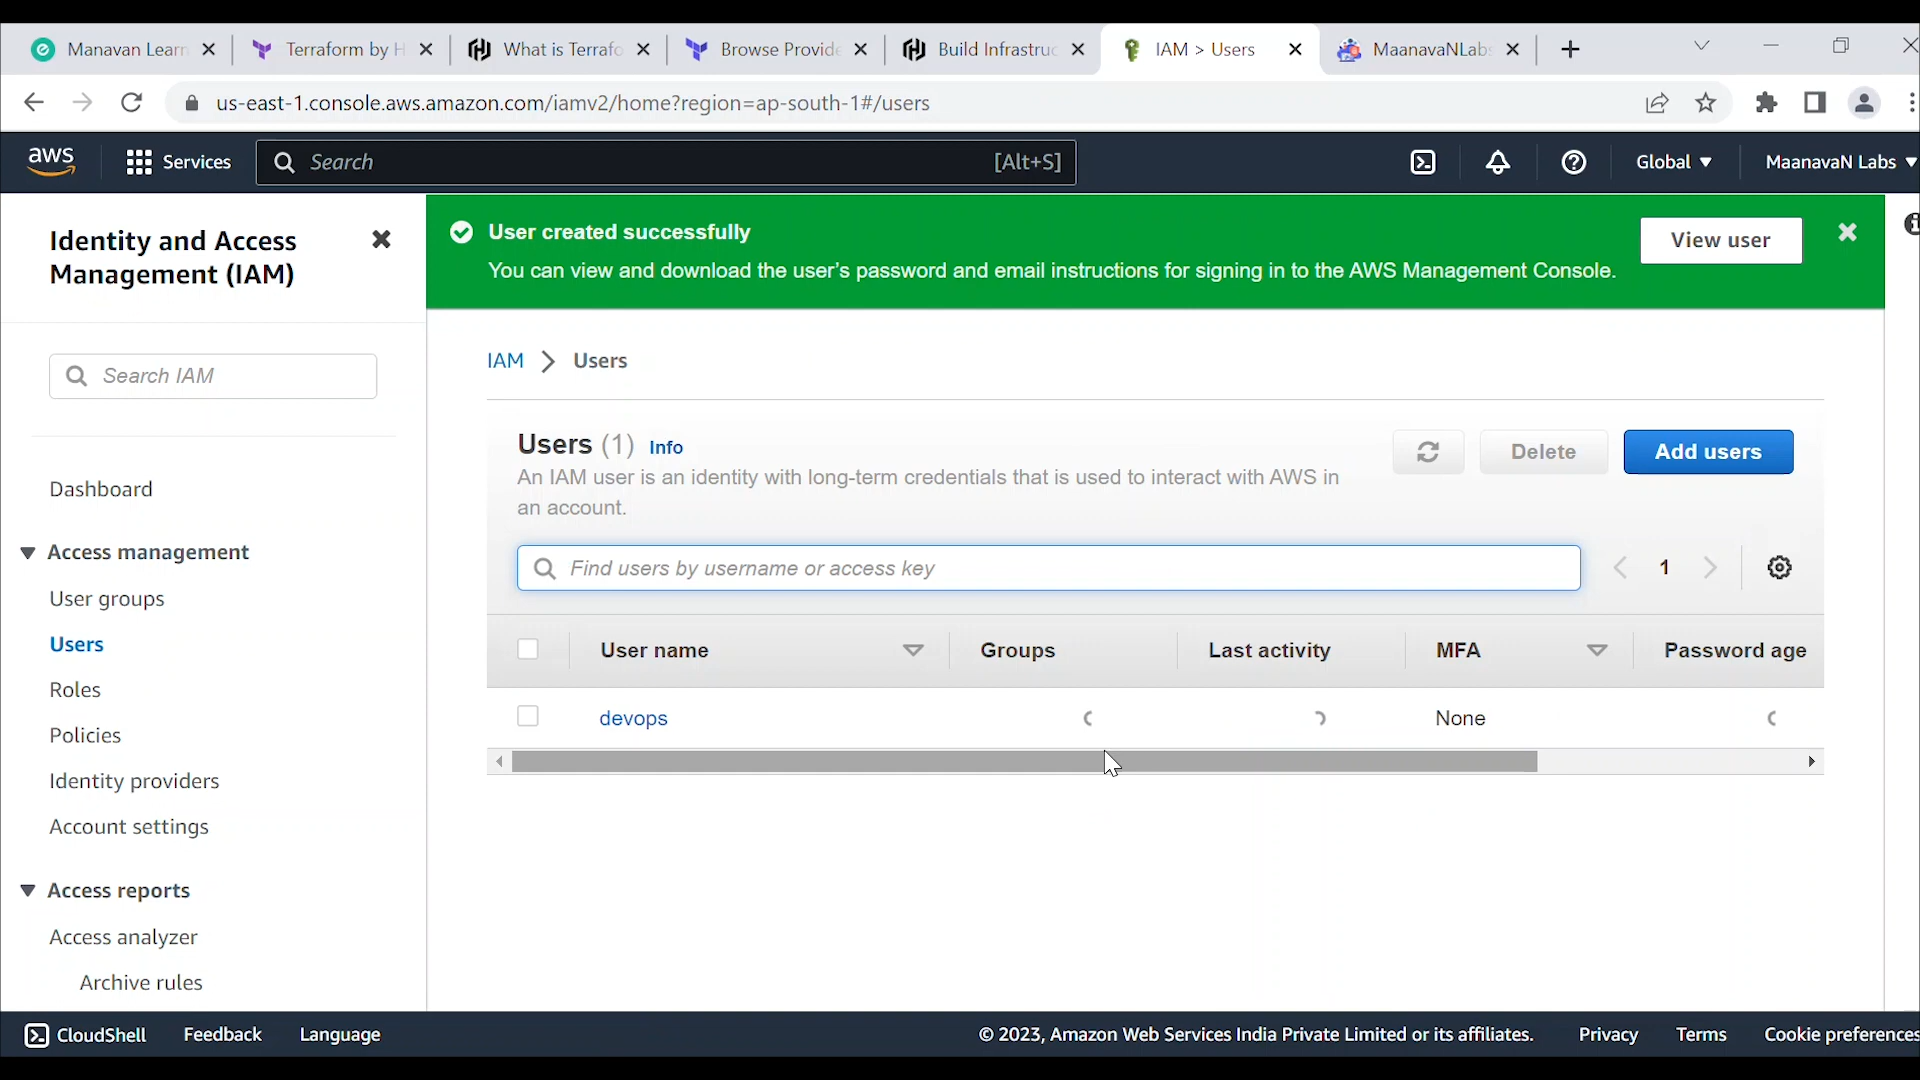 Manavan Learn
Terraform by H
What is Terrafo
Browse Provide
Build Infrastruc
IAM > Users
MaanavaNLabs
us-east-1.console.aws.amazon.com/iamv2/home?region=ap-south-1#/users
aws
Services
Search
[Alt+S]
Global
MaanavaN Labs
Identity and Access
Management (IAM)
Search IAM
Dashboard
Access management
User groups
Users
Roles
Policies
Identity providers
Account settings
Access reports
Access analyzer
Archive rules
User created successfully
You can view and download the user's password and email instructions for signing in to the AWS Management Console.
View user
IAM > Users
Users (1) Info
An IAM user is an identity with long-term credentials that is used to interact with AWS in
an account.
Delete
Add users
Find users by username or access key
1
User name Groups Last activity MFA Password age
devops None
CloudShell Feedback Language © 2023, Amazon Web Services India Private Limited or its affiliates. Privacy Terms Cookie preferences